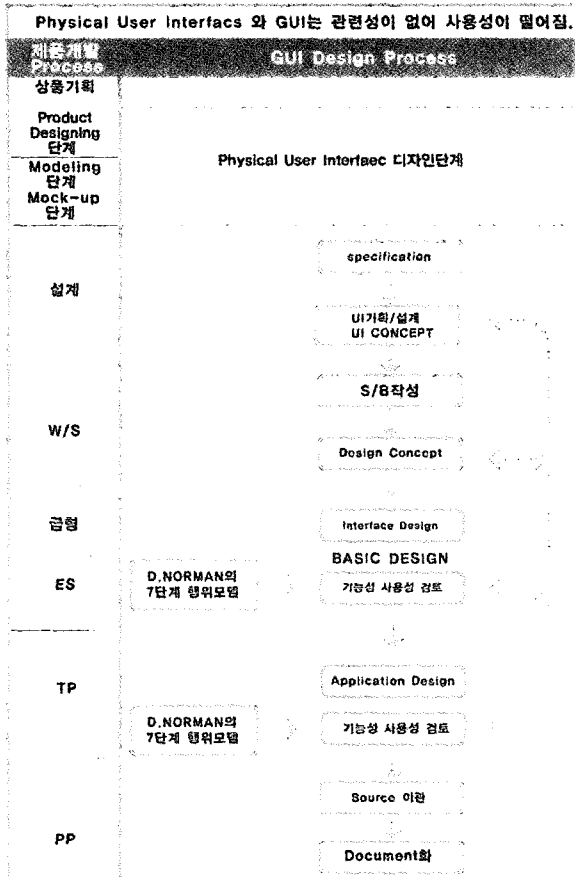 Physical User Interfacs 와 GUI는 관련성이 없어 사용성이 떨어짐.
제품개발
Process
GUI Design Process
상품기획
Product
Designing
단계
Modeling
단계
Mock-up
단계
Physical User Interfaec 디자인단계
설계
specification
UI기획/설계
UI CONCEPT
S/B작성
W/S
Design Concept
금형
Interface Design
BASIC DESIGN
ES
D.NORMAN의
7단계 행위모델
기능성 사용성 검토
TP
Application Design
D.NORMAN의
7단계 행위모델
기능성 사용성 검토
Source 이관
PP
Document화